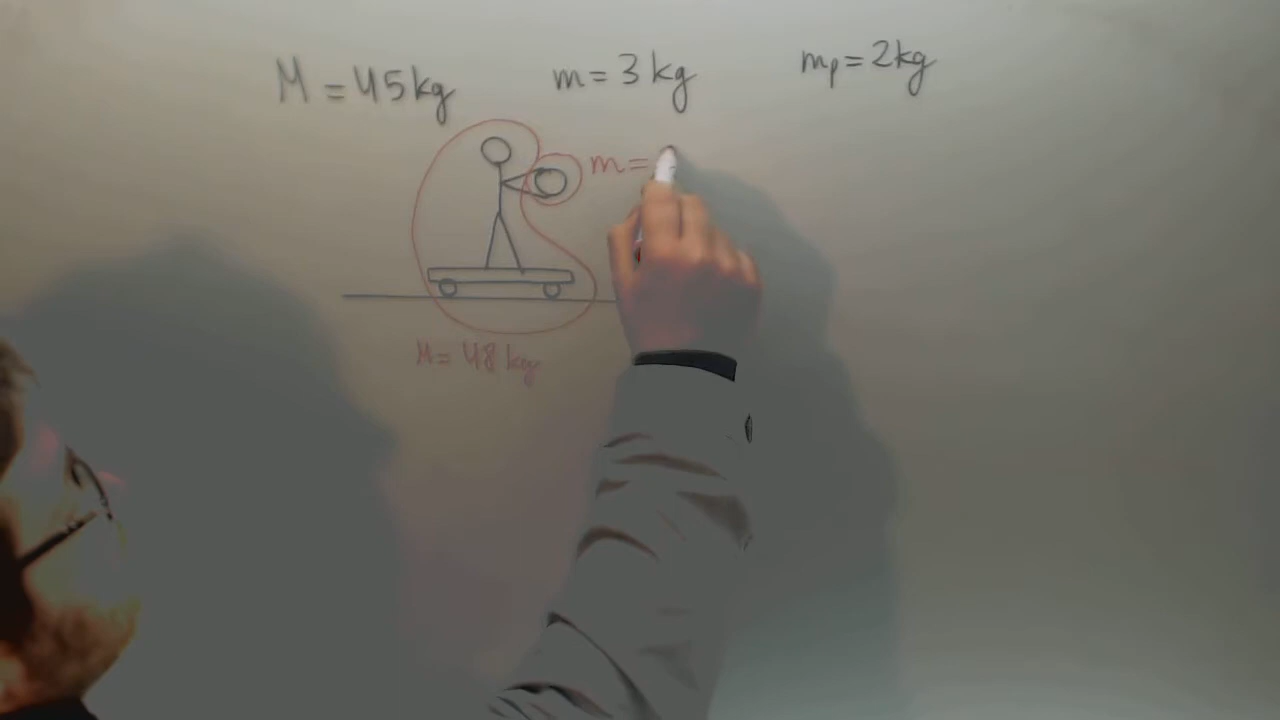 M = 45 kg m = 3 kg mp = 2 kg
m =
M = 48 kg